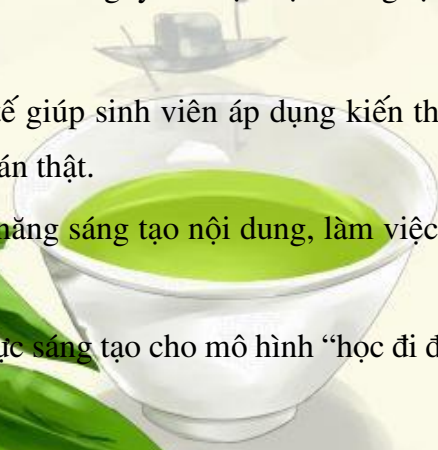 tế giúp sinh viên áp dụng kiến th
án thật.
năng sáng tạo nội dung, làm việc
ực sáng tạo cho mô hình “học đi đ